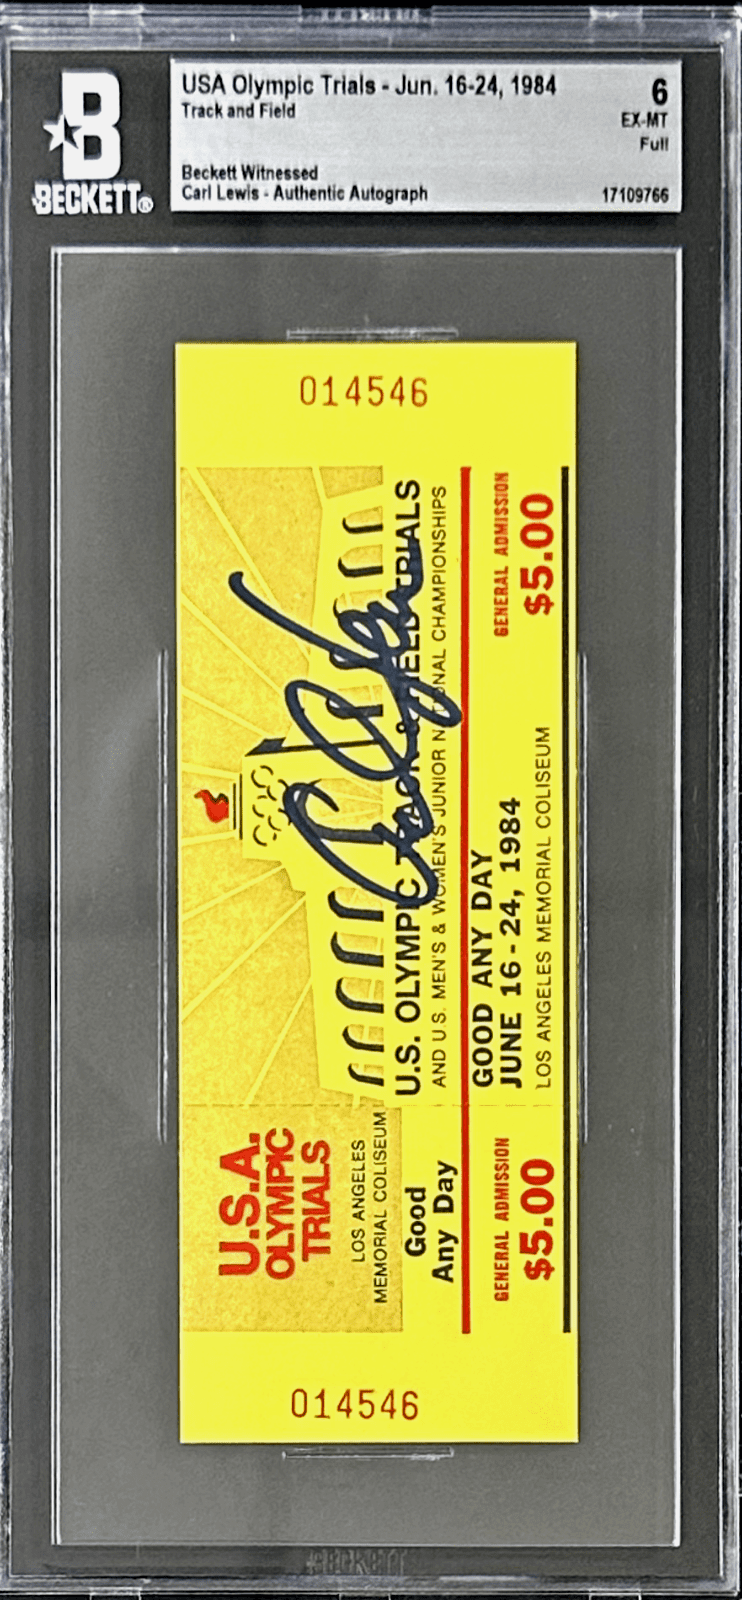 B
BECKETT®
USA Olympic Trials - Jun. 16-24, 1984
Track and Field
Beckett Witnessed
Carl Lewis - Authentic Autograph
6
EX-MT
Full
17109766
014546
U.S. OLYMPIC TRACK & FIELD TRIALS
AND U.S. MEN'S & WOMEN'S JUNIOR NATIONAL CHAMPIONSHIPS
GOOD ANY DAY
JUNE 16 - 24, 1984
LOS ANGELES MEMORIAL COLISEUM
GENERAL ADMISSION
$5.00
Carl Lewis
U.S.A.
OLYMPIC
TRIALS
LOS ANGELES
MEMORIAL COLISEUM
Good
Any Day
GENERAL ADMISSION
$5.00
014546
BECKETT